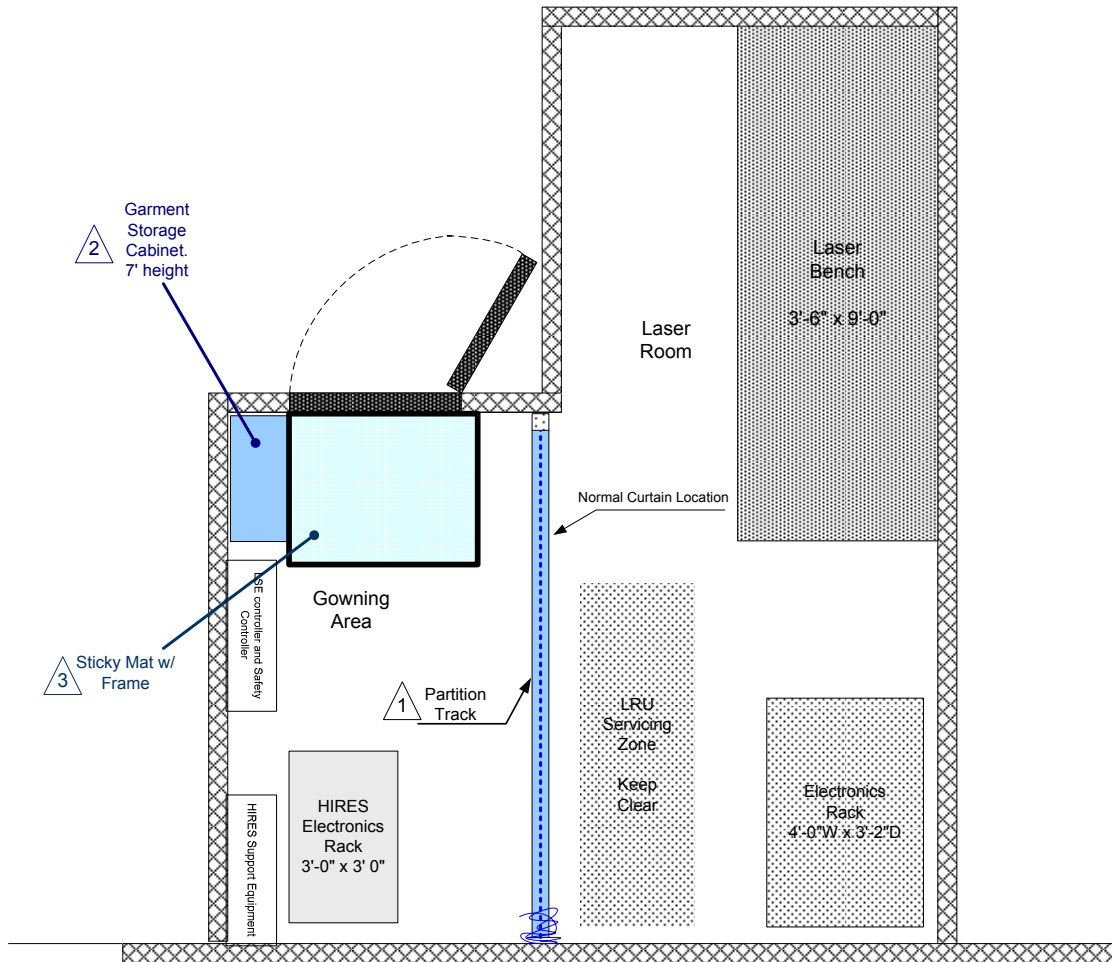 Garment
Storage
Cabinet.
7' height
2
Laser
Bench
3'-6" x 9'-0"
Laser
Room
Normal Curtain Location
LSE controller and Safety
Controller
Gowning
Area
3
Sticky Mat w/
Frame
1
Partition
Track
LRU
Servicing
Zone
Keep
Clear
HIRES
Electronics
Rack
3'-0" x 3' 0"
Electronics
Rack
4'-0"W x 3'-2"D
HIRES Support Equipment